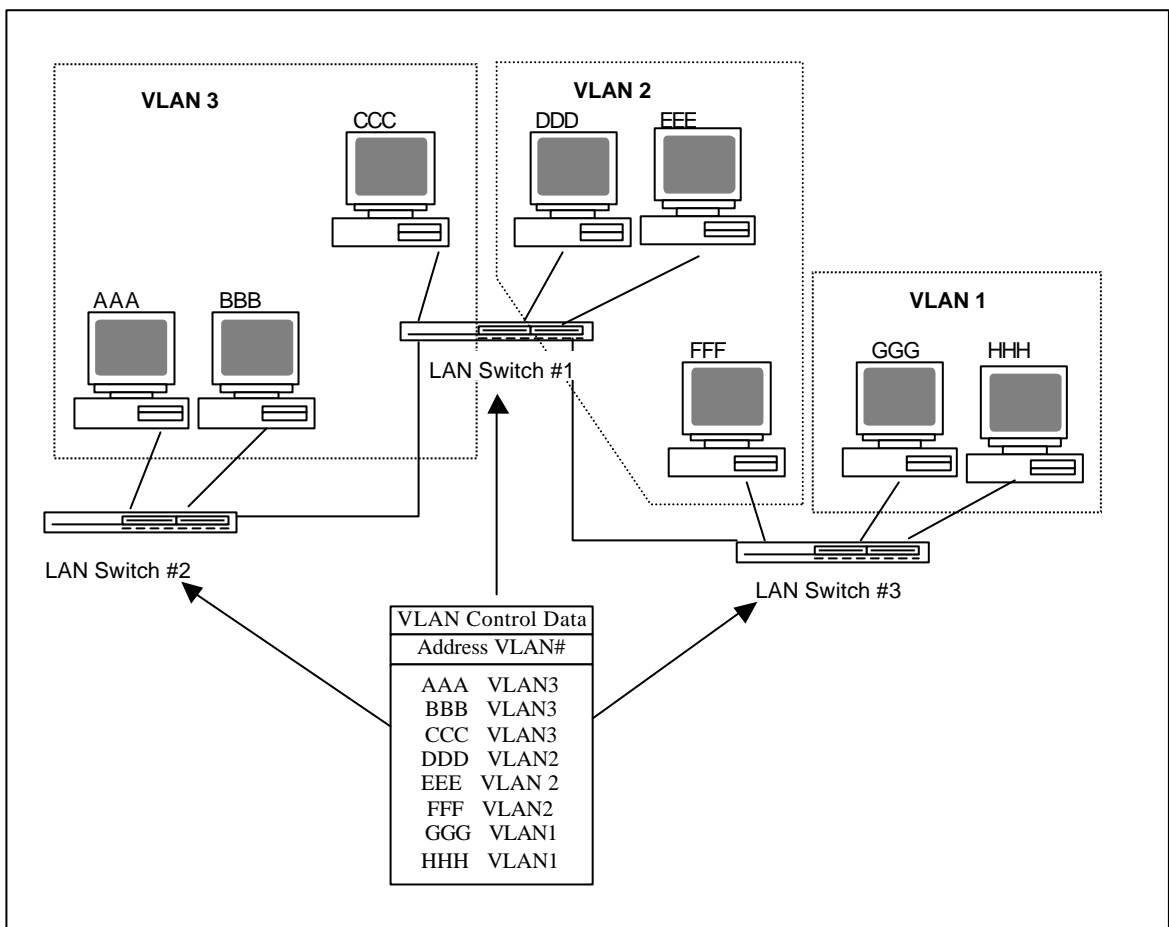 VLAN 3
VLAN 2
CCC
DDD
EEE
VLAN 1
AAA
BBB
FFF
GGG
HHH
LAN Switch #1
LAN Switch #2
LAN Switch #3
VLAN Control Data
Address VLAN#
AAA VLAN3
BBB VLAN3
CCC VLAN3
DDD VLAN2
EEE VLAN 2
FFF VLAN2
GGG VLAN1
HHH VLAN1